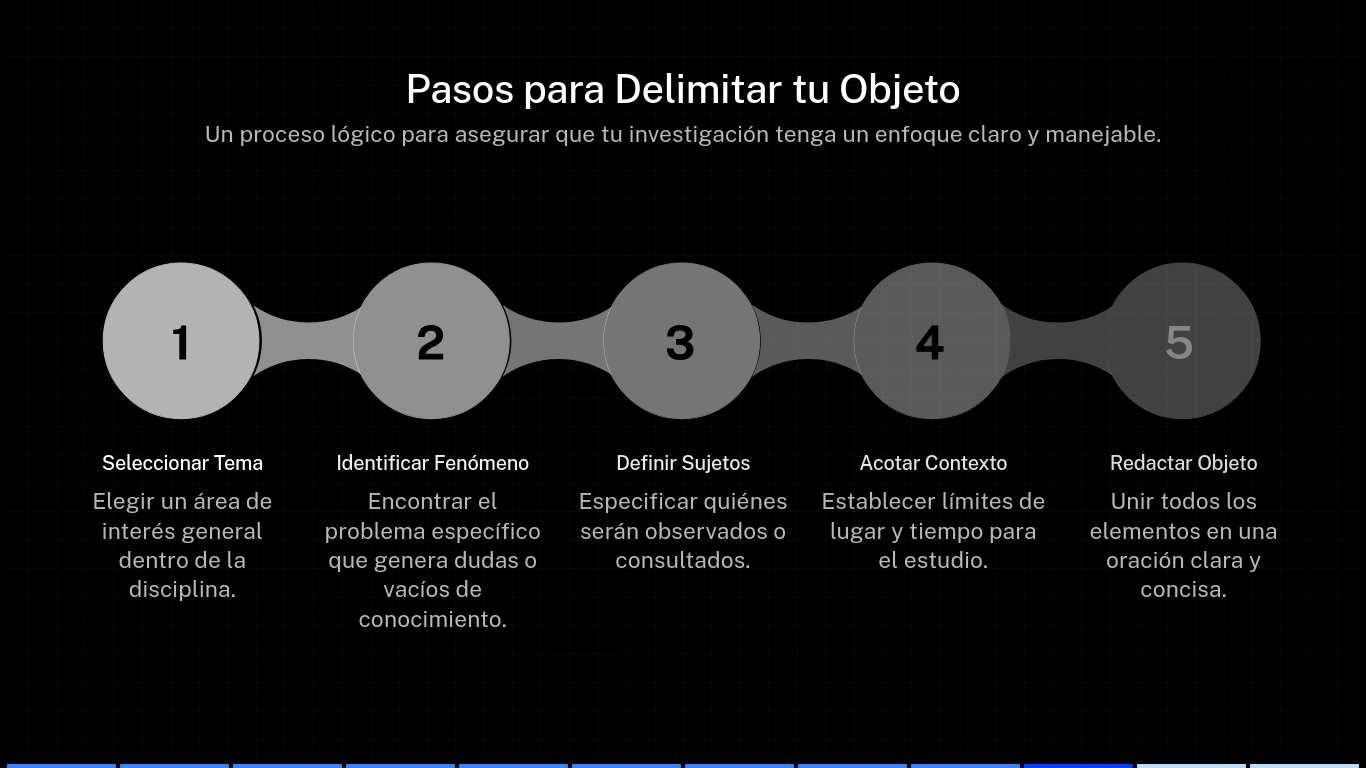 Pasos para Delimitar tu Objeto
Un proceso lógico para asegurar que tu investigación tenga un enfoque claro y manejable.
1
2
3
4
5
Seleccionar Tema
Elegir un área de
interés general
dentro de la
disciplina.
Identificar Fenómeno
Encontrar el
problema específico
que genera dudas o
vacíos de
conocimiento.
Definir Sujetos
Especificar quiénes
serán observados o
consultados.
Acotar Contexto
Establecer límites de
lugar y tiempo para
el estudio.
Redactar Objeto
Unir todos los
elementos en una
oración clara y
concisa.